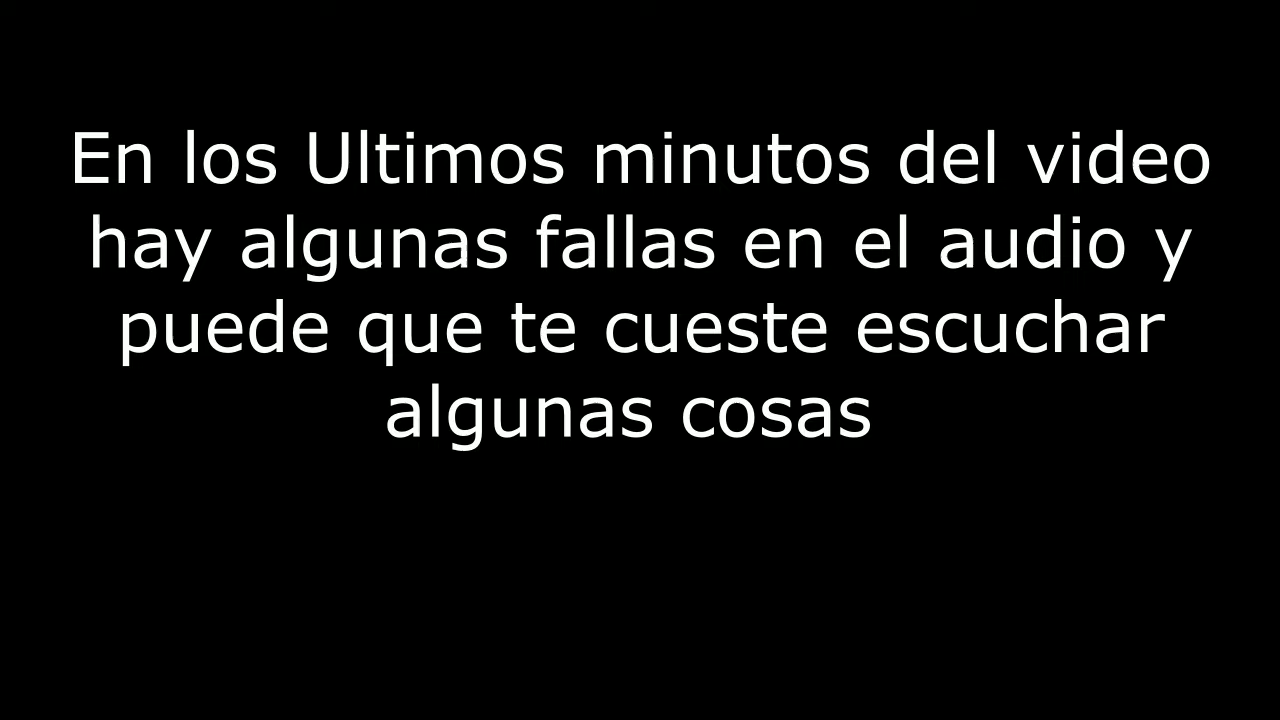 En los Ultimos minutos del video
hay algunas fallas en el audio y
puede que te cueste escuchar
algunas cosas